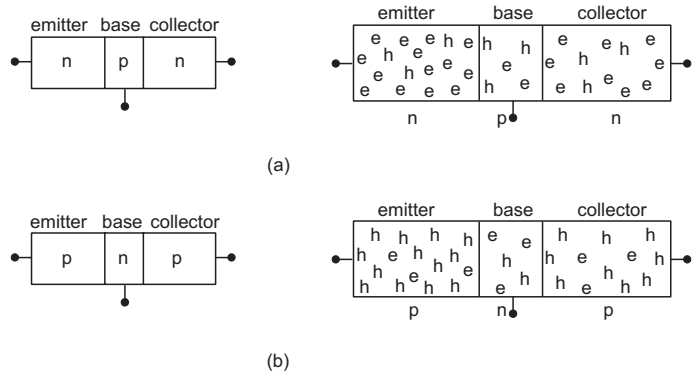 emitter base collector
n p n
emitter base collector
e e e e h e h h e e h
e h e e e h e h e
e e h e e e e e
e e e e e h e e h e e
n p n
(a)
emitter base collector
p n p
emitter base collector
h h h h e e h h h
h e h h h h e e h
h h h e h h h h h
h h e h h e h h h h
p n p
(b)